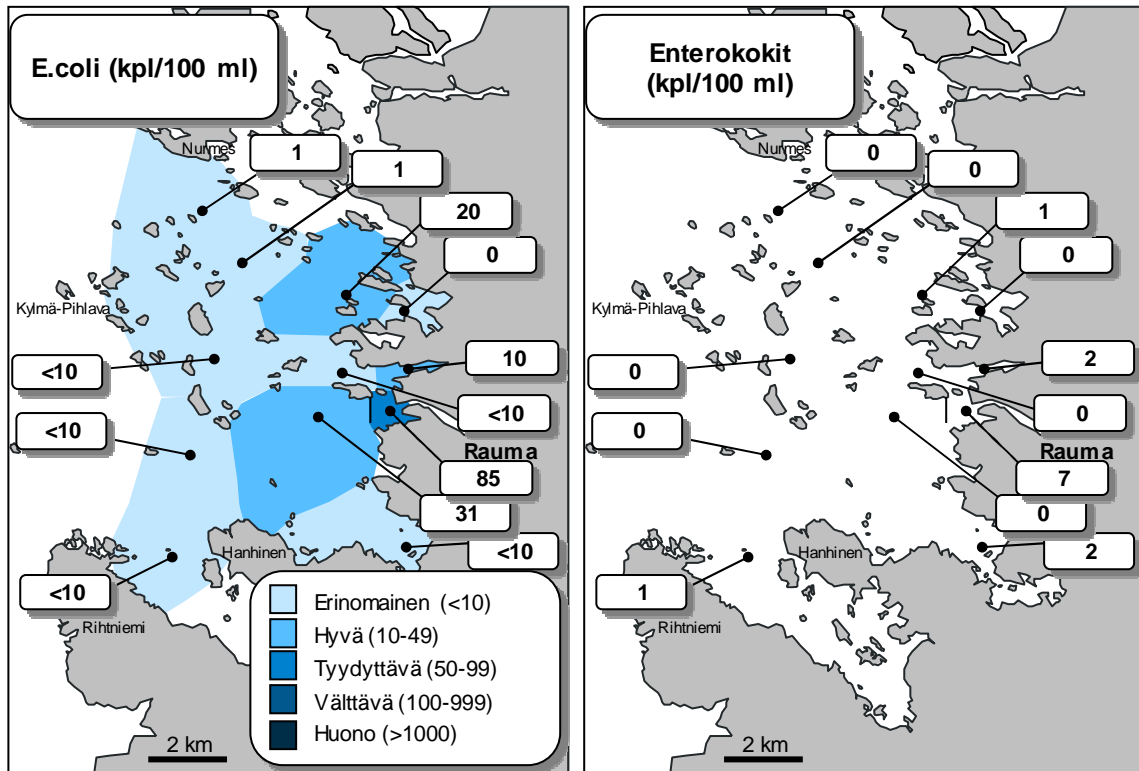 E.coli (kpl/100 ml)
Nurmes
1
1
20
0
Kylmä-Pihlava
<10
10
<10
<10
Rauma
85
31
Hanhinen
<10
<10
Rihtniemi
Erinomainen (<10)
Hyvä (10-49)
Tyydyttävä (50-99)
Välttävä (100-999)
Huono (>1000)
2 km
Enterokokit
(kpl/100 ml)
Nurmes
0
0
1
0
Kylmä-Pihlava
2
0
0
0
Rauma
7
0
Hanhinen
2
1
Rihtniemi
2 km